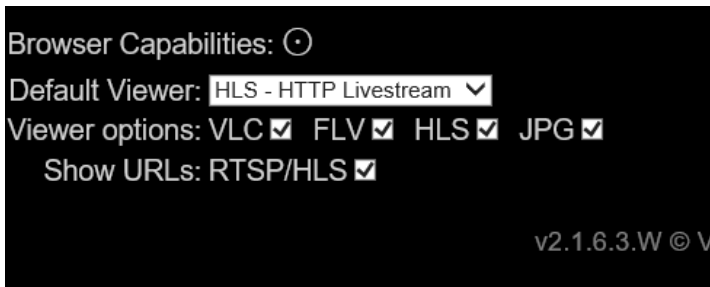 Browser Capabilities:
Default Viewer: HLS - HTTP Livestream
Viewer options: VLC FLV HLS JPG
Show URLs: RTSP/HLS
v2.1.6.3.W © V